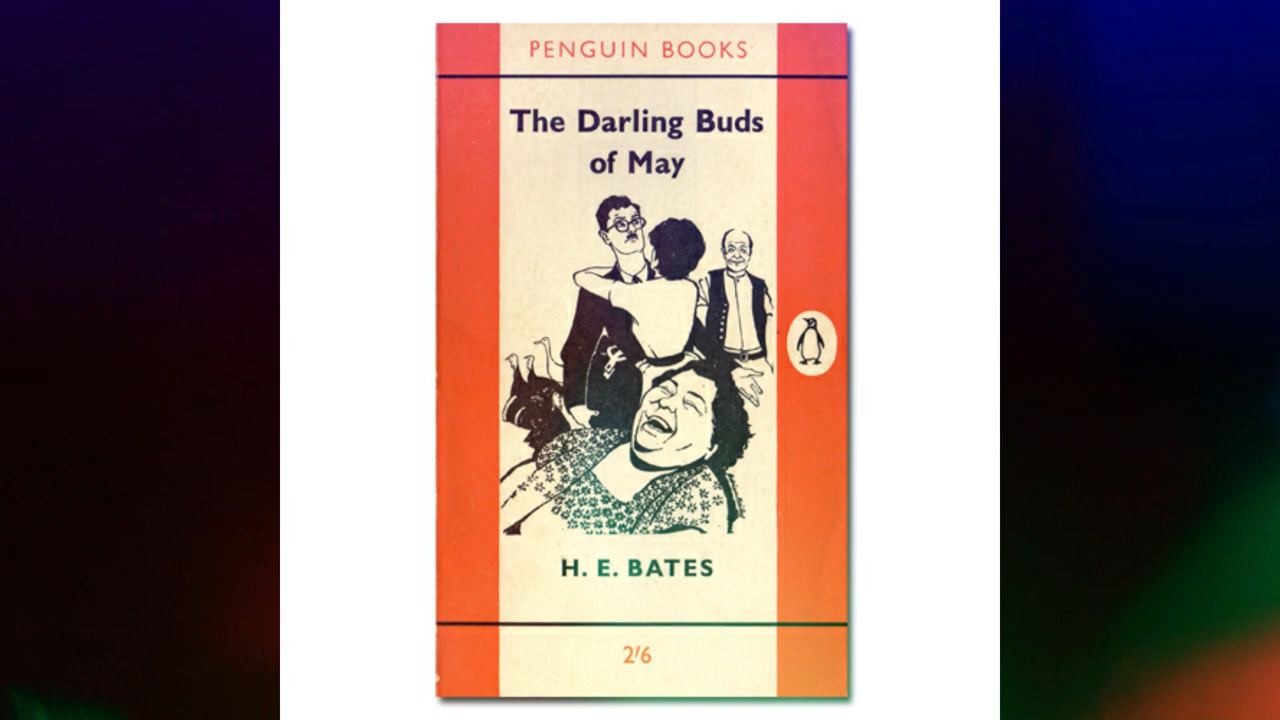 PENGUIN BOOKS
The Darling Buds
of May
H. E. BATES
2/6